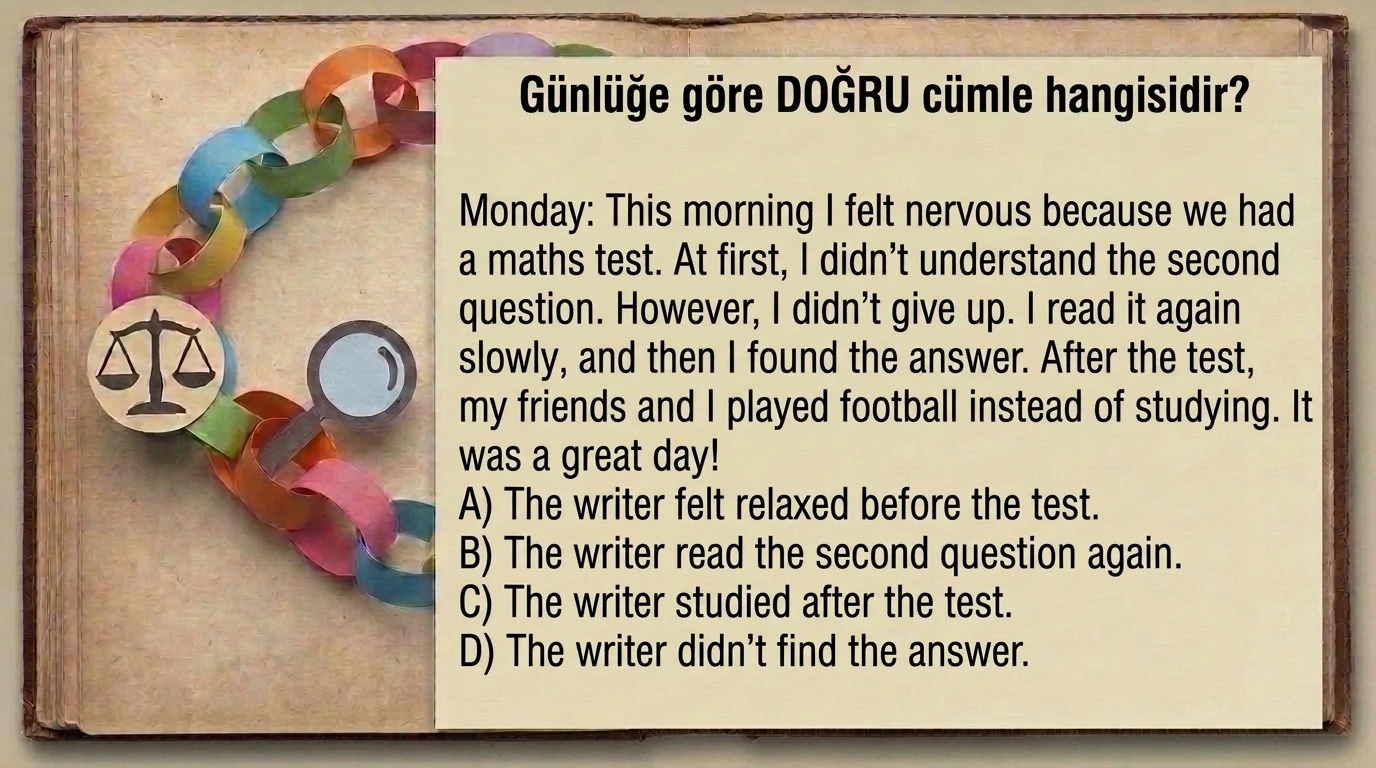 Günlüğe göre DOĞRU cümle hangisidir?
Monday: This morning I felt nervous because we had
a maths test. At first, I didn’t understand the second
question. However, I didn’t give up. I read it again
slowly, and then I found the answer. After the test,
my friends and I played football instead of studying. It
was a great day!
A) The writer felt relaxed before the test.
B) The writer read the second question again.
C) The writer studied after the test.
D) The writer didn’t find the answer.